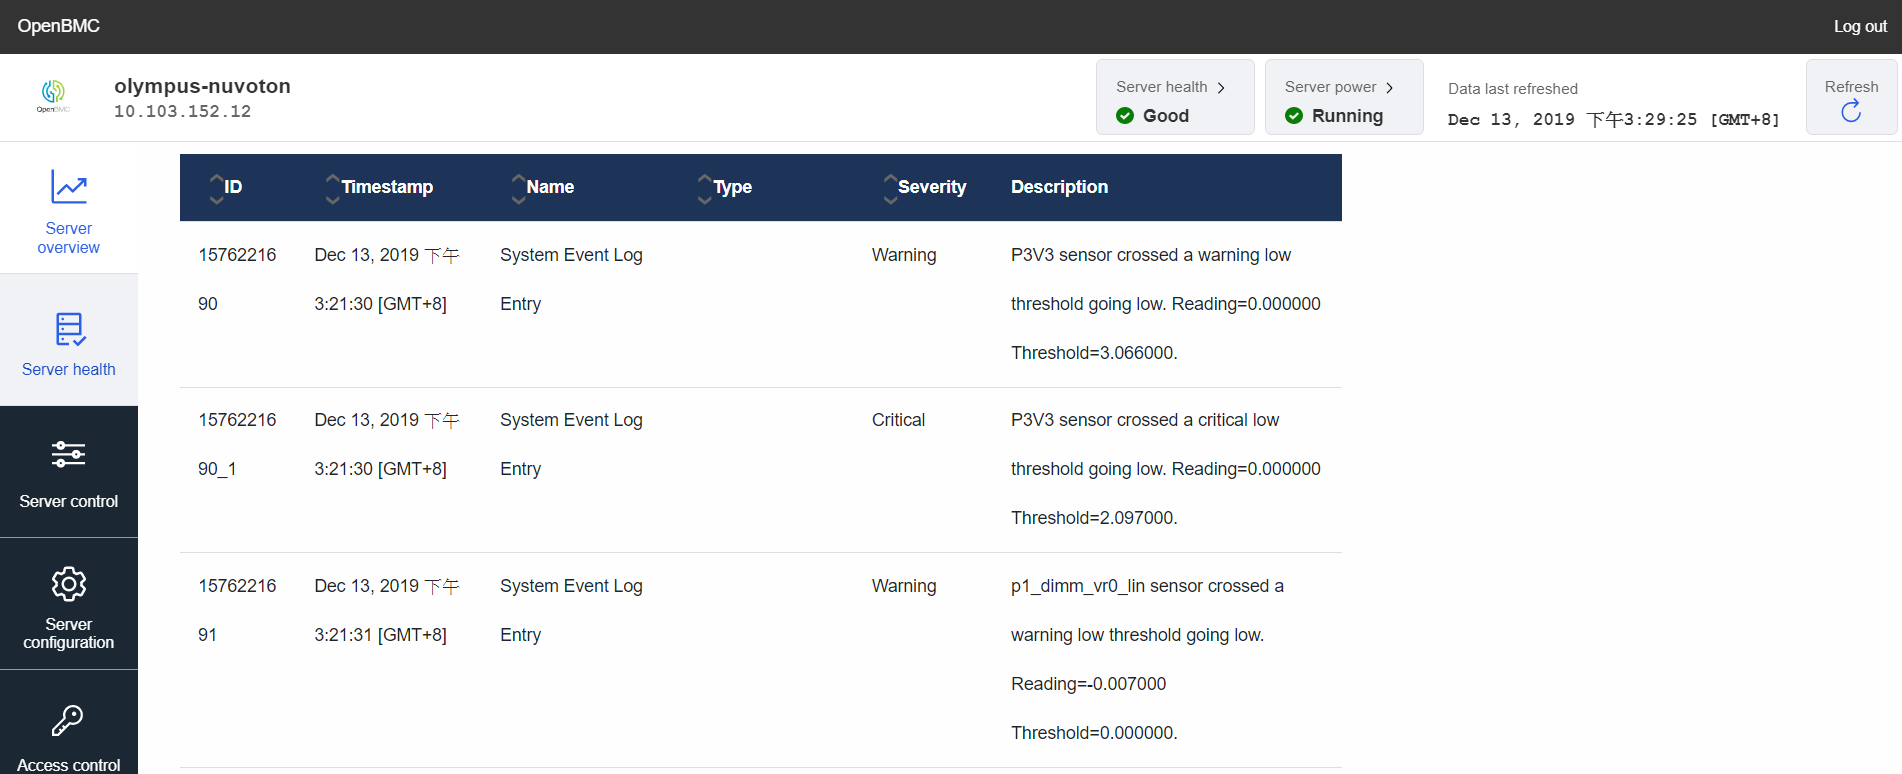 OpenBMC
Log out
OpenBMC
olympus-nuvoton
10.103.152.12
Server health
Good
Server power
Running
Data last refreshed
Dec 13, 2019 下午3:29:25 [GMT+8]
Refresh
Server
overview
Server health
Server control
Server
configuration
Access control
ID Timestamp Name Type Severity Description
15762216 Dec 13, 2019 下午 System Event Log Warning P3V3 sensor crossed a warning low
90 3:21:30 [GMT+8] Entry threshold going low. Reading=0.000000
Threshold=3.066000.
15762216 Dec 13, 2019 下午 System Event Log Critical P3V3 sensor crossed a critical low
90_1 3:21:30 [GMT+8] Entry threshold going low. Reading=0.000000
Threshold=2.097000.
15762216 Dec 13, 2019 下午 System Event Log Warning p1_dimm_vr0_lin sensor crossed a
91 3:21:31 [GMT+8] Entry warning low threshold going low.
Reading=-0.007000
Threshold=0.000000.